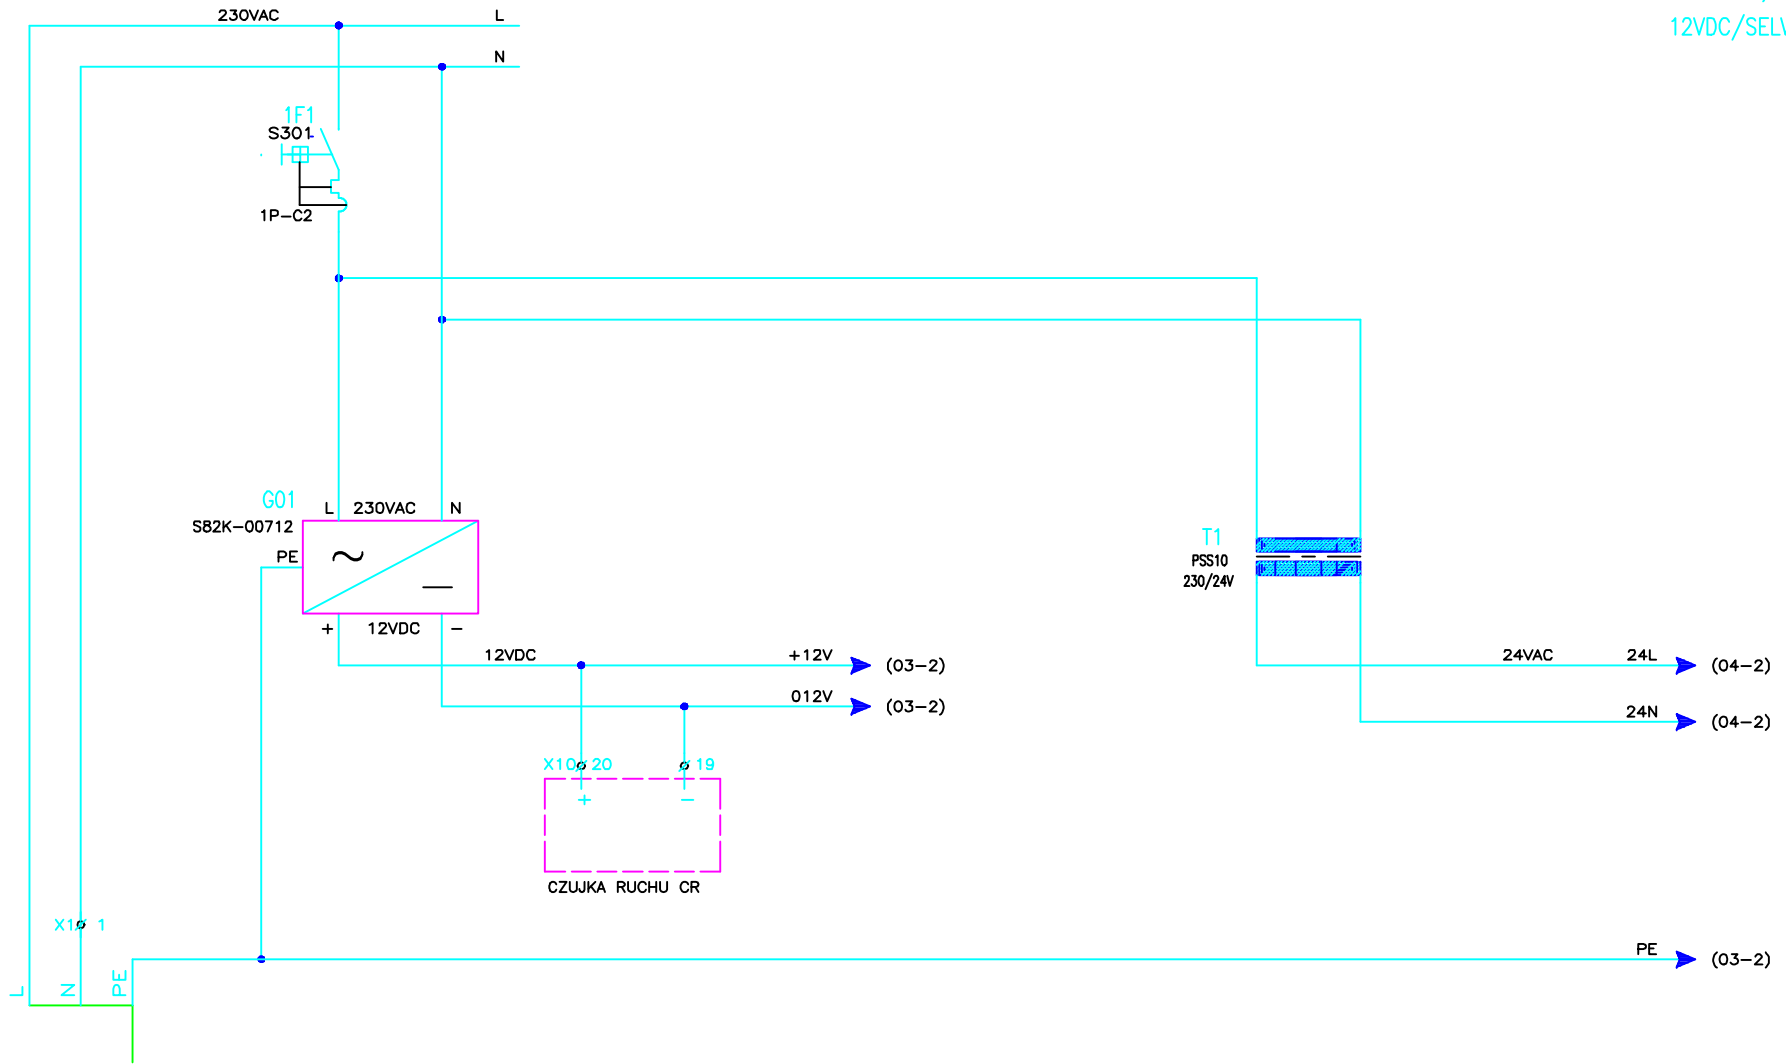 230VAC
L
12VDC/SELV
N
1F1
S301
1P-C2
G01
L
230VAC
N
S82K-00712
PE
~
+
12VDC
-
T1
PSS10
230/24V
12VDC
+12V
(03-2)
24VAC
24L
(04-2)
012V
(03-2)
24N
(04-2)
X10
20
19
+
-
CZUJKA RUCHU CR
X1
1
PE
(03-2)
L
N
PE